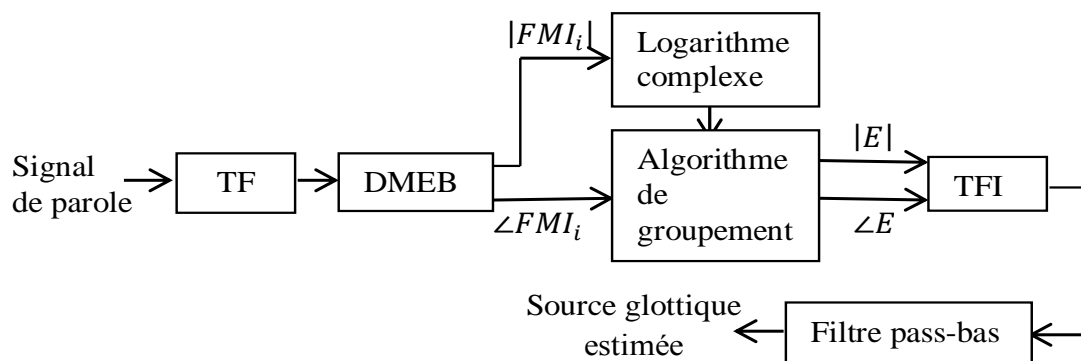 |FMI_i|
Logarithme
complexe
Signal
de parole
TF
DMEB
∠FMI_i
Algorithme
de
groupement
|E|
∠E
TFI
Source glottique
estimée
Filtre pass-bas